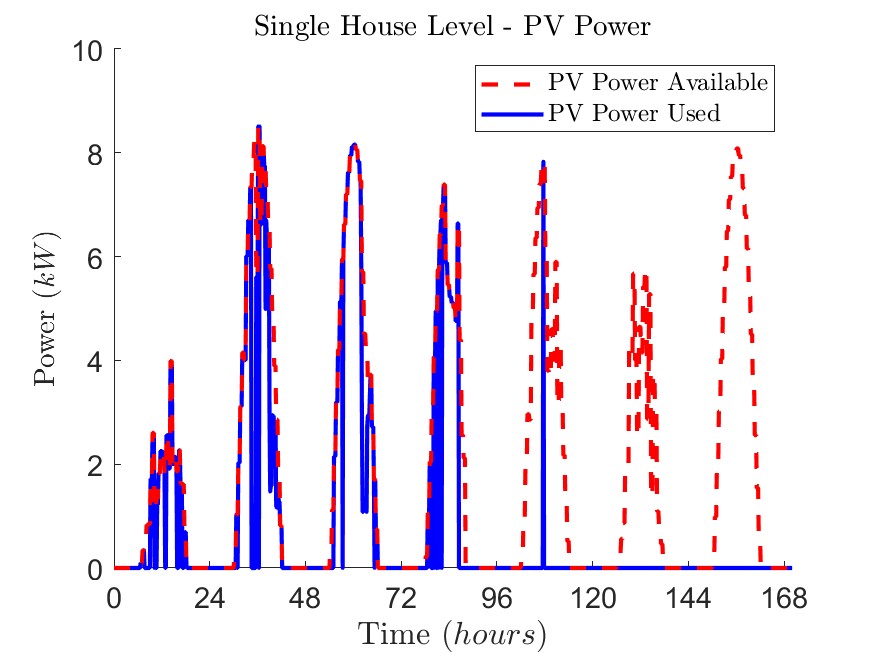 Single House Level - PV Power
PV Power Available
PV Power Used
10
8
6
4
2
0
Power (kW)
0 24 48 72 96 120 144 168
Time (hours)